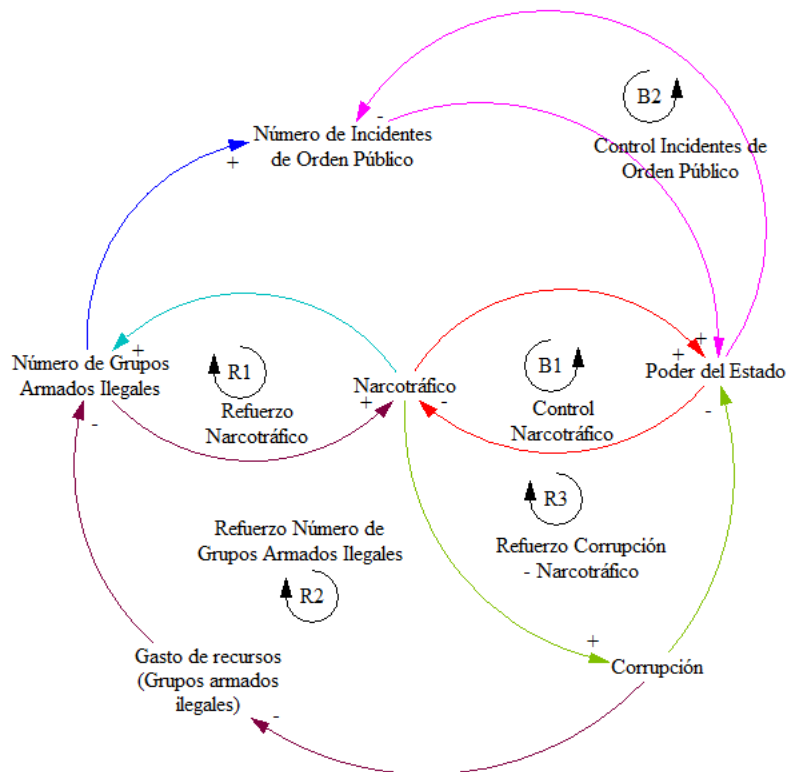 B2
-
Número de Incidentes
de Orden Público
Control Incidentes de
Orden Público
+
+
+
+
Número de Grupos
Armados Ilegales
R1
Refuerzo
Narcotráfico
Narcotráfico
+
-
B1
Control
Narcotráfico
Poder del Estado
-
-
R3
Refuerzo Corrupción
- Narcotráfico
Refuerzo Número de
Grupos Armados Ilegales
R2
+
Corrupción
Gasto de recursos
(Grupos armados
ilegales)
-